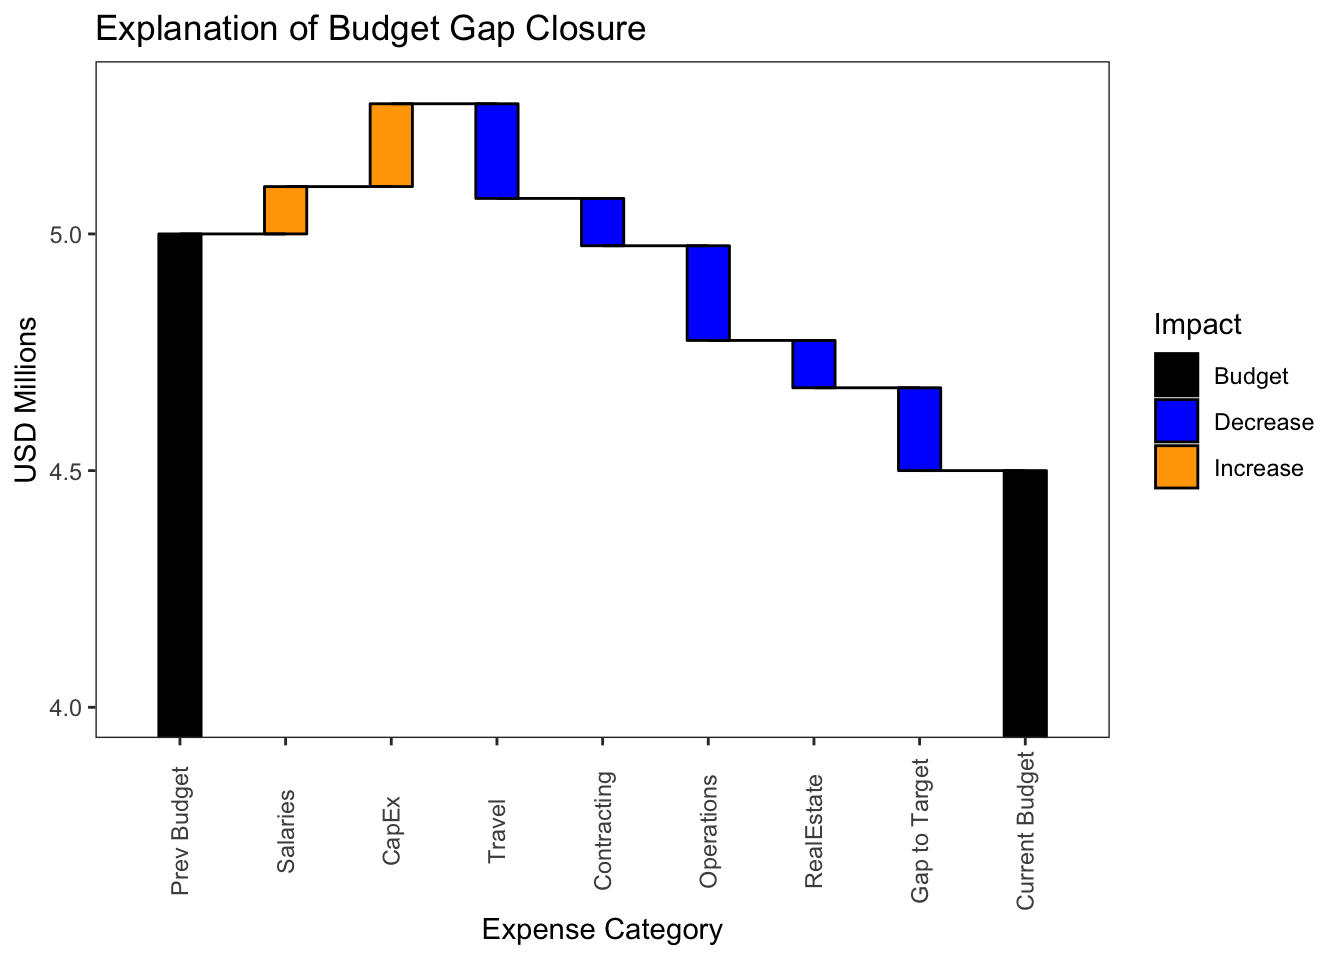 Explanation of Budget Gap Closure
USD Millions
5.0
4.5
4.0
Prev Budget
Salaries
CapEx
Travel
Contracting
Operations
RealEstate
Gap to Target
Current Budget
Expense Category
Impact
Budget
Decrease
Increase